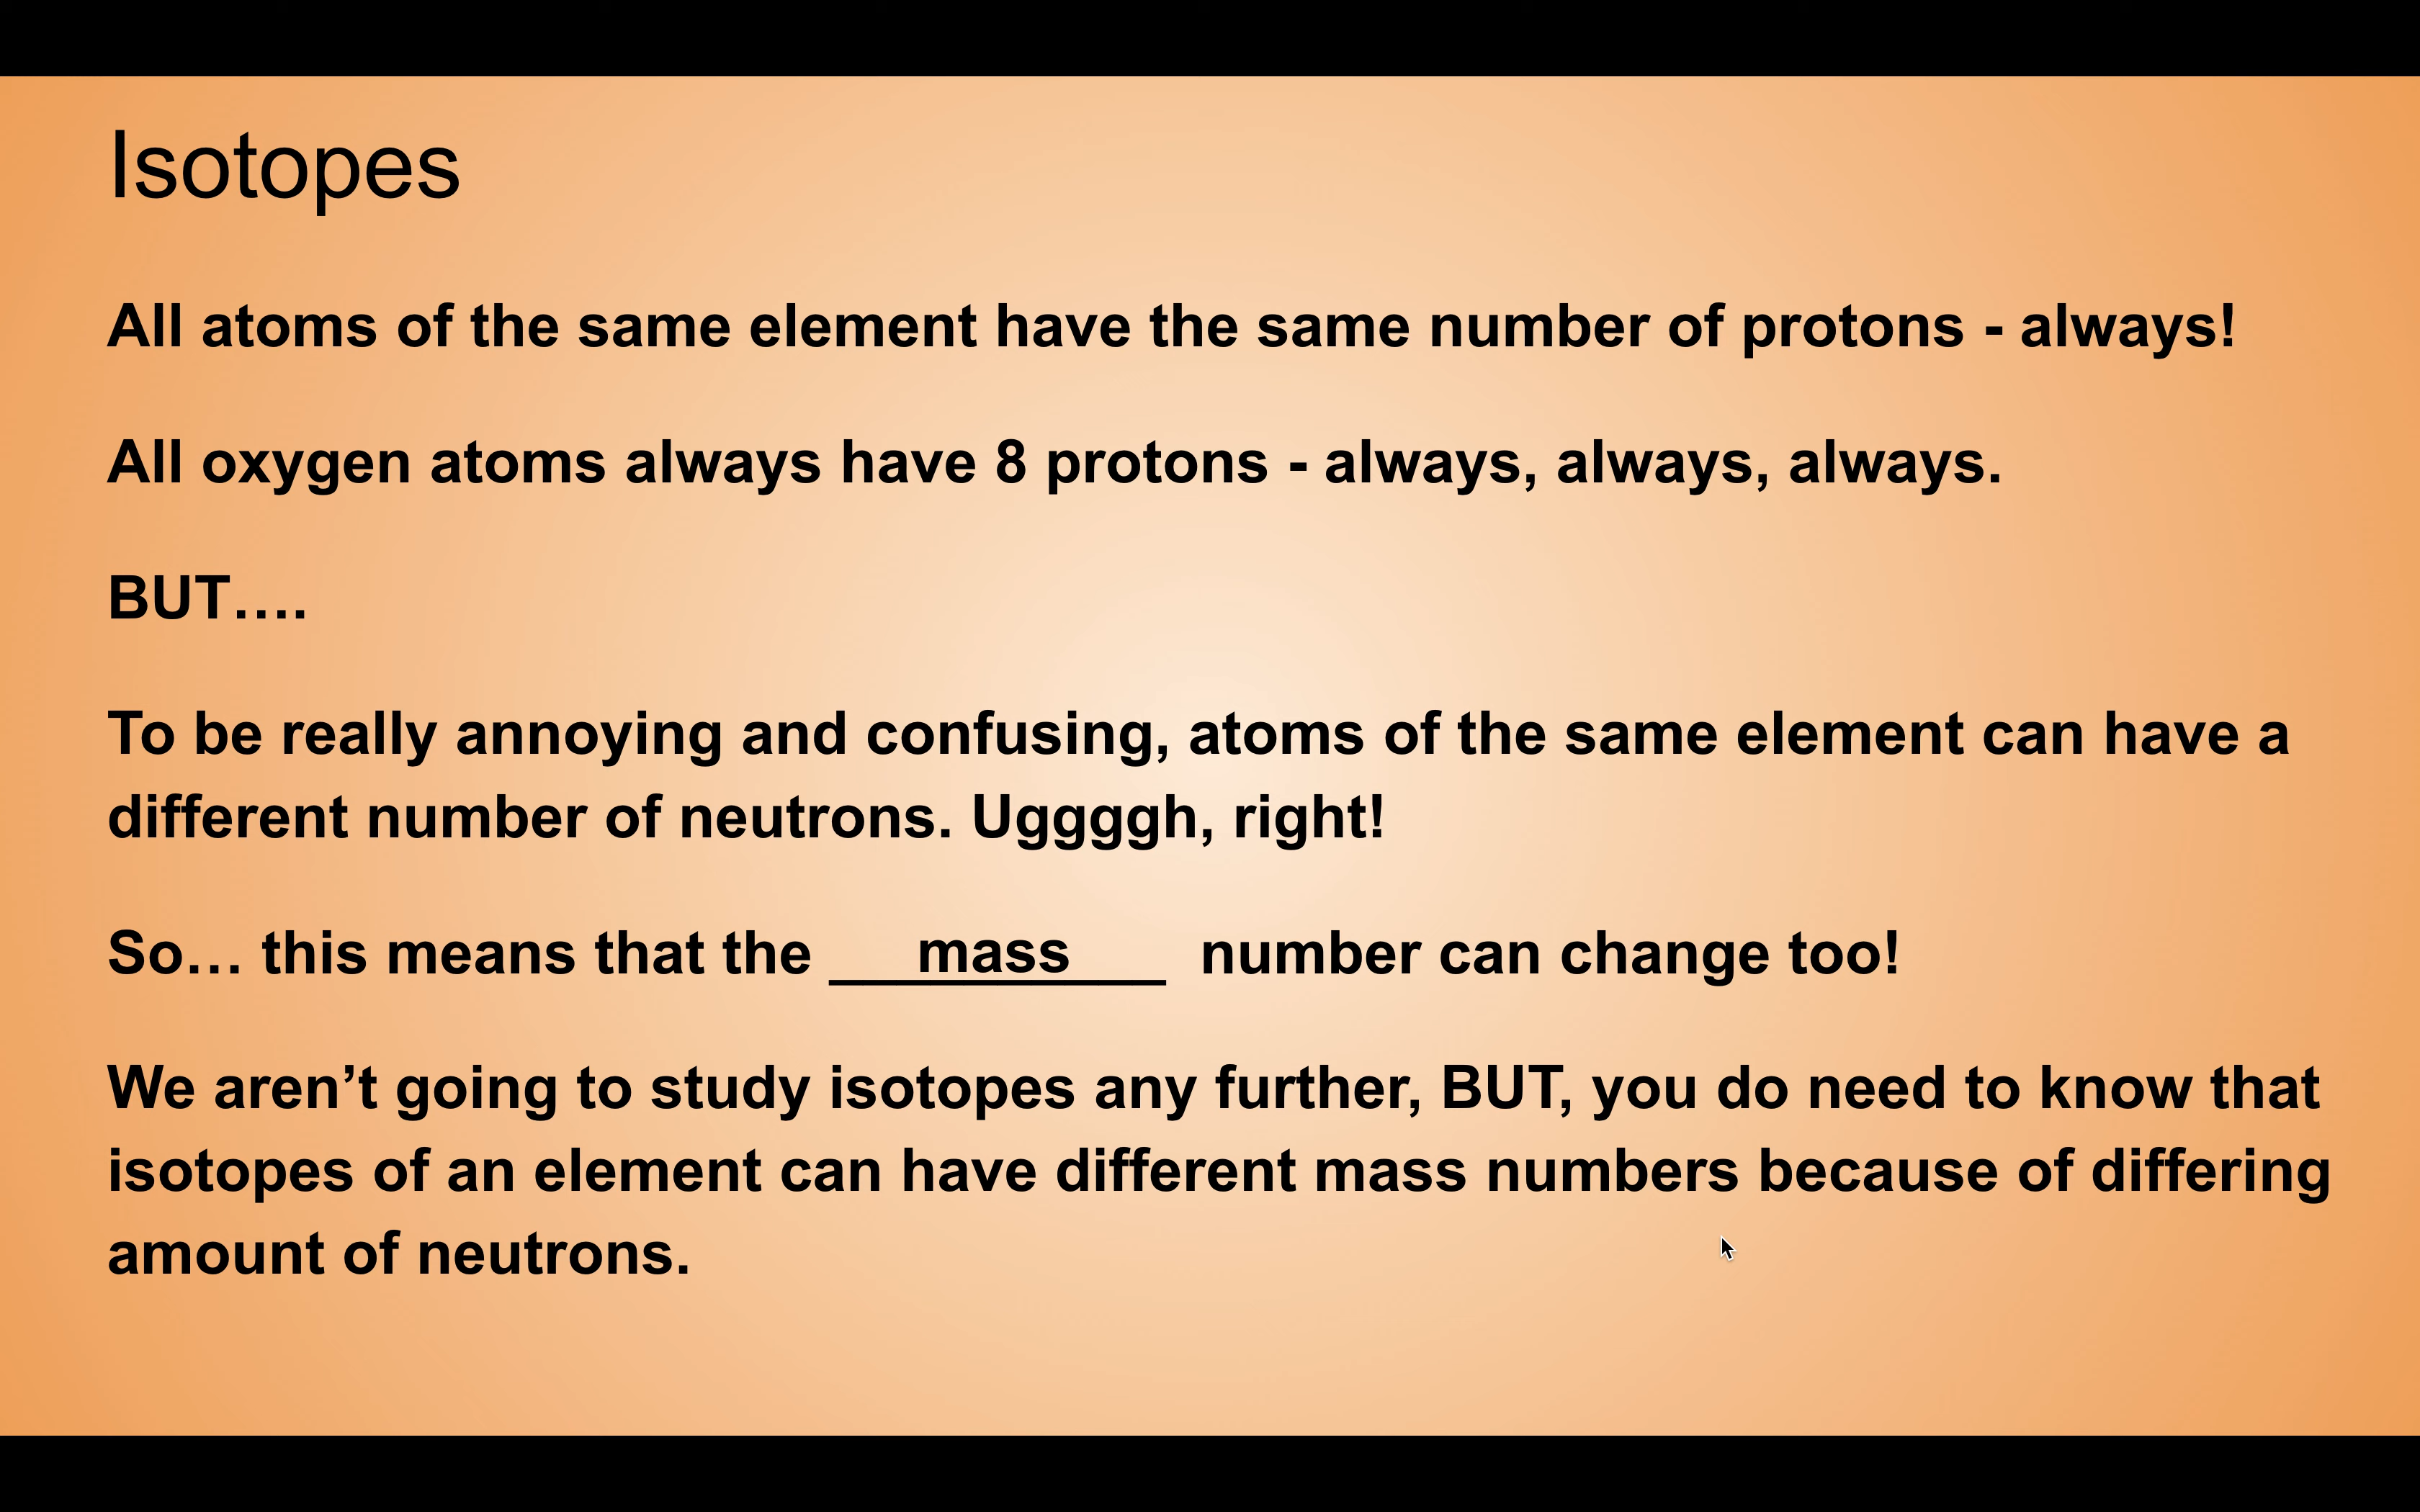 Isotopes
All atoms of the same element have the same number of protons - always!
All oxygen atoms always have 8 protons - always, always, always.
BUT….
To be really annoying and confusing, atoms of the same element can have a
different number of neutrons. Uggggh, right!
So… this means that the ___mass___ number can change too!
We aren’t going to study isotopes any further, BUT, you do need to know that
isotopes of an element can have different mass numbers because of differing
amount of neutrons.